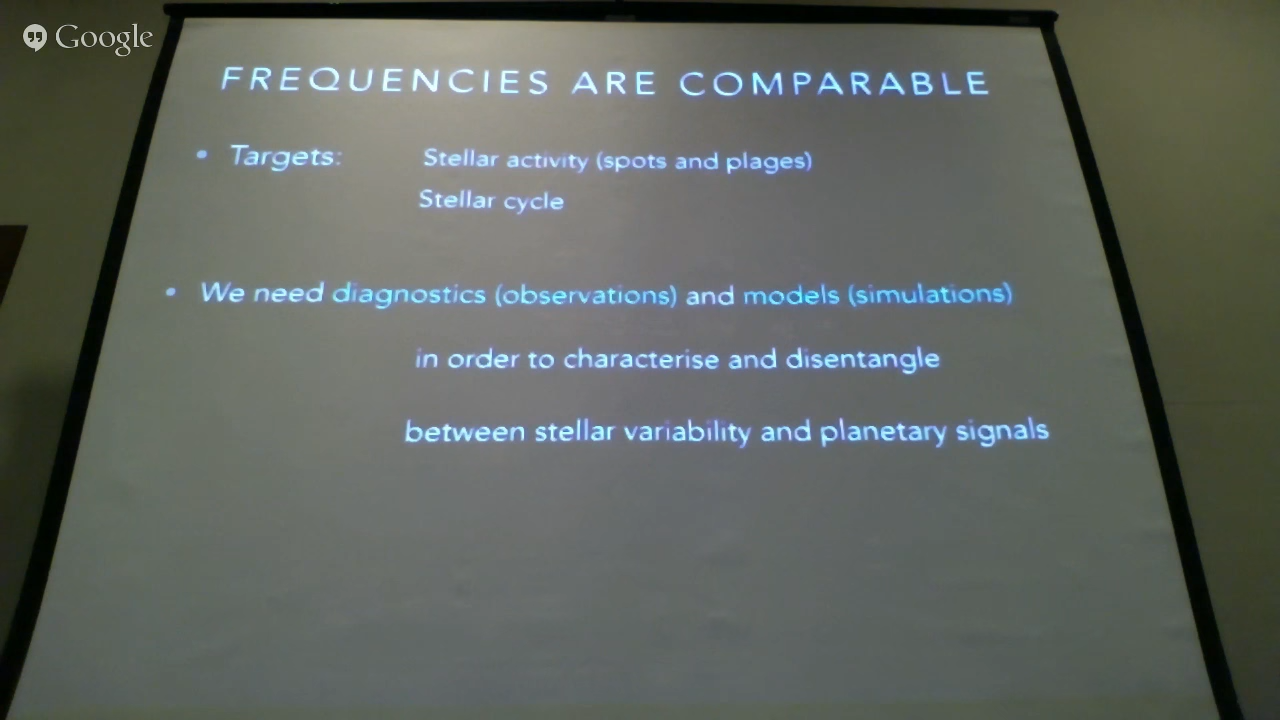 Google
FREQUENCIES ARE COMPARABLE
• Targets: Stellar activity (spots and plages)
Stellar cycle
• We need diagnostics (observations) and models (simulations)
in order to characterise and disentangle
between stellar variability and planetary signals